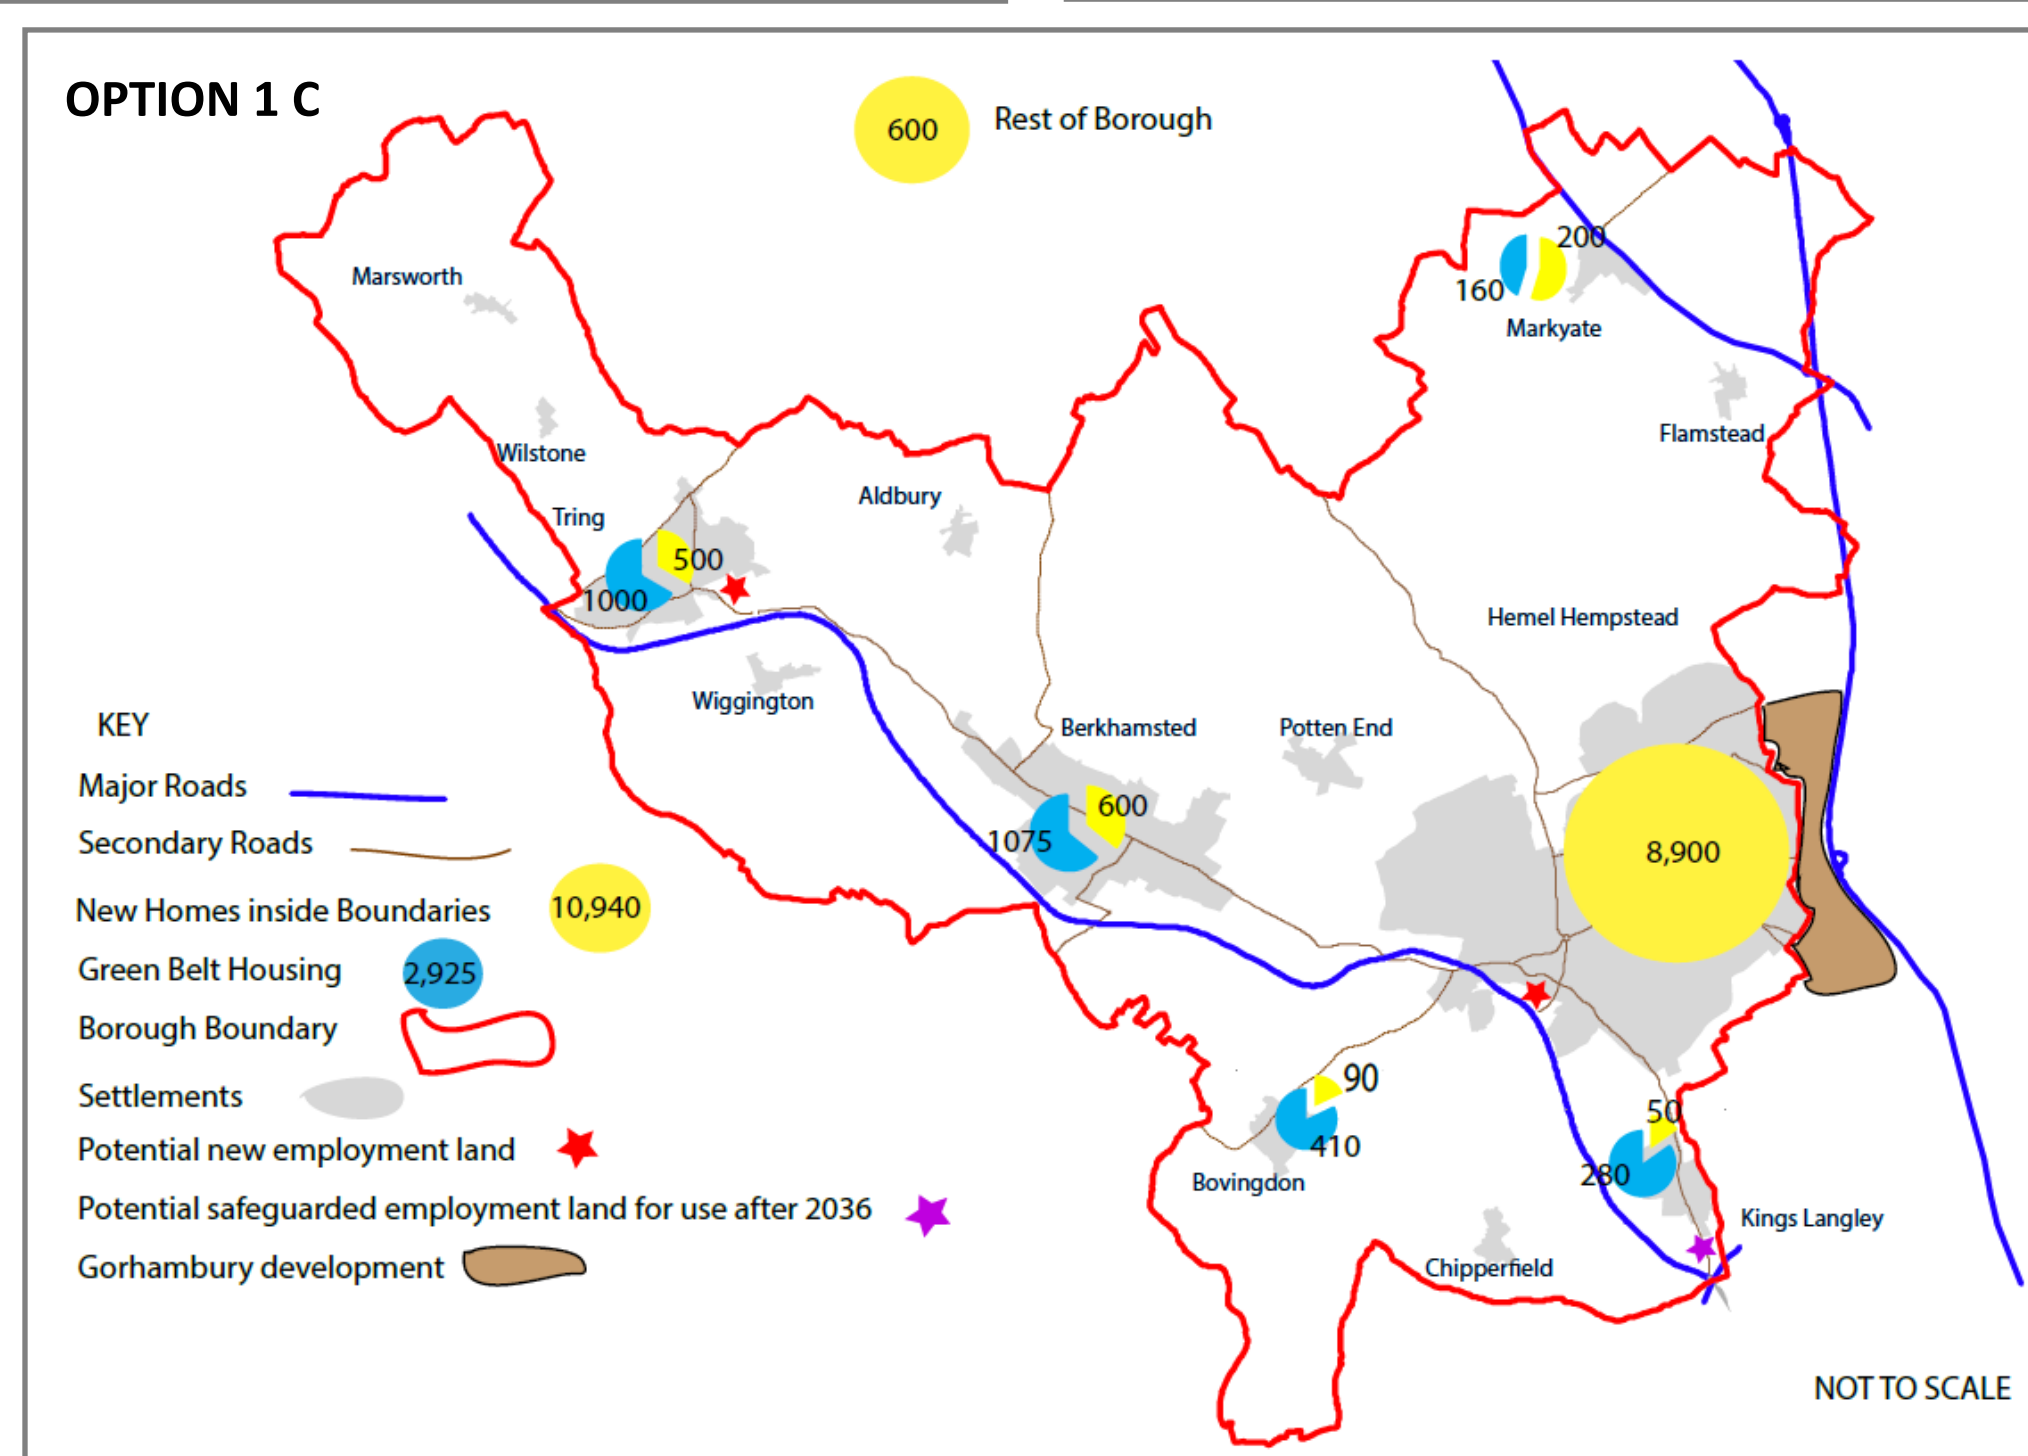 OPTION 1 C
600
Rest of Borough
200
160
Markyate
Marsworth
Flamstead
Wilstone
Aldbury
Tring
500
1000
Hemel Hempstead
Wiggington
Berkhamsted
Potten End
600
1075
8,900
KEY
Major Roads
Secondary Roads
New Homes inside Boundaries
10,940
Green Belt Housing
2,925
Borough Boundary
Settlements
Potential new employment land
Potential safeguarded employment land for use after 2036
Gorhambury development
90
410
Bovingdon
50
280
Kings Langley
Chipperfield
NOT TO SCALE